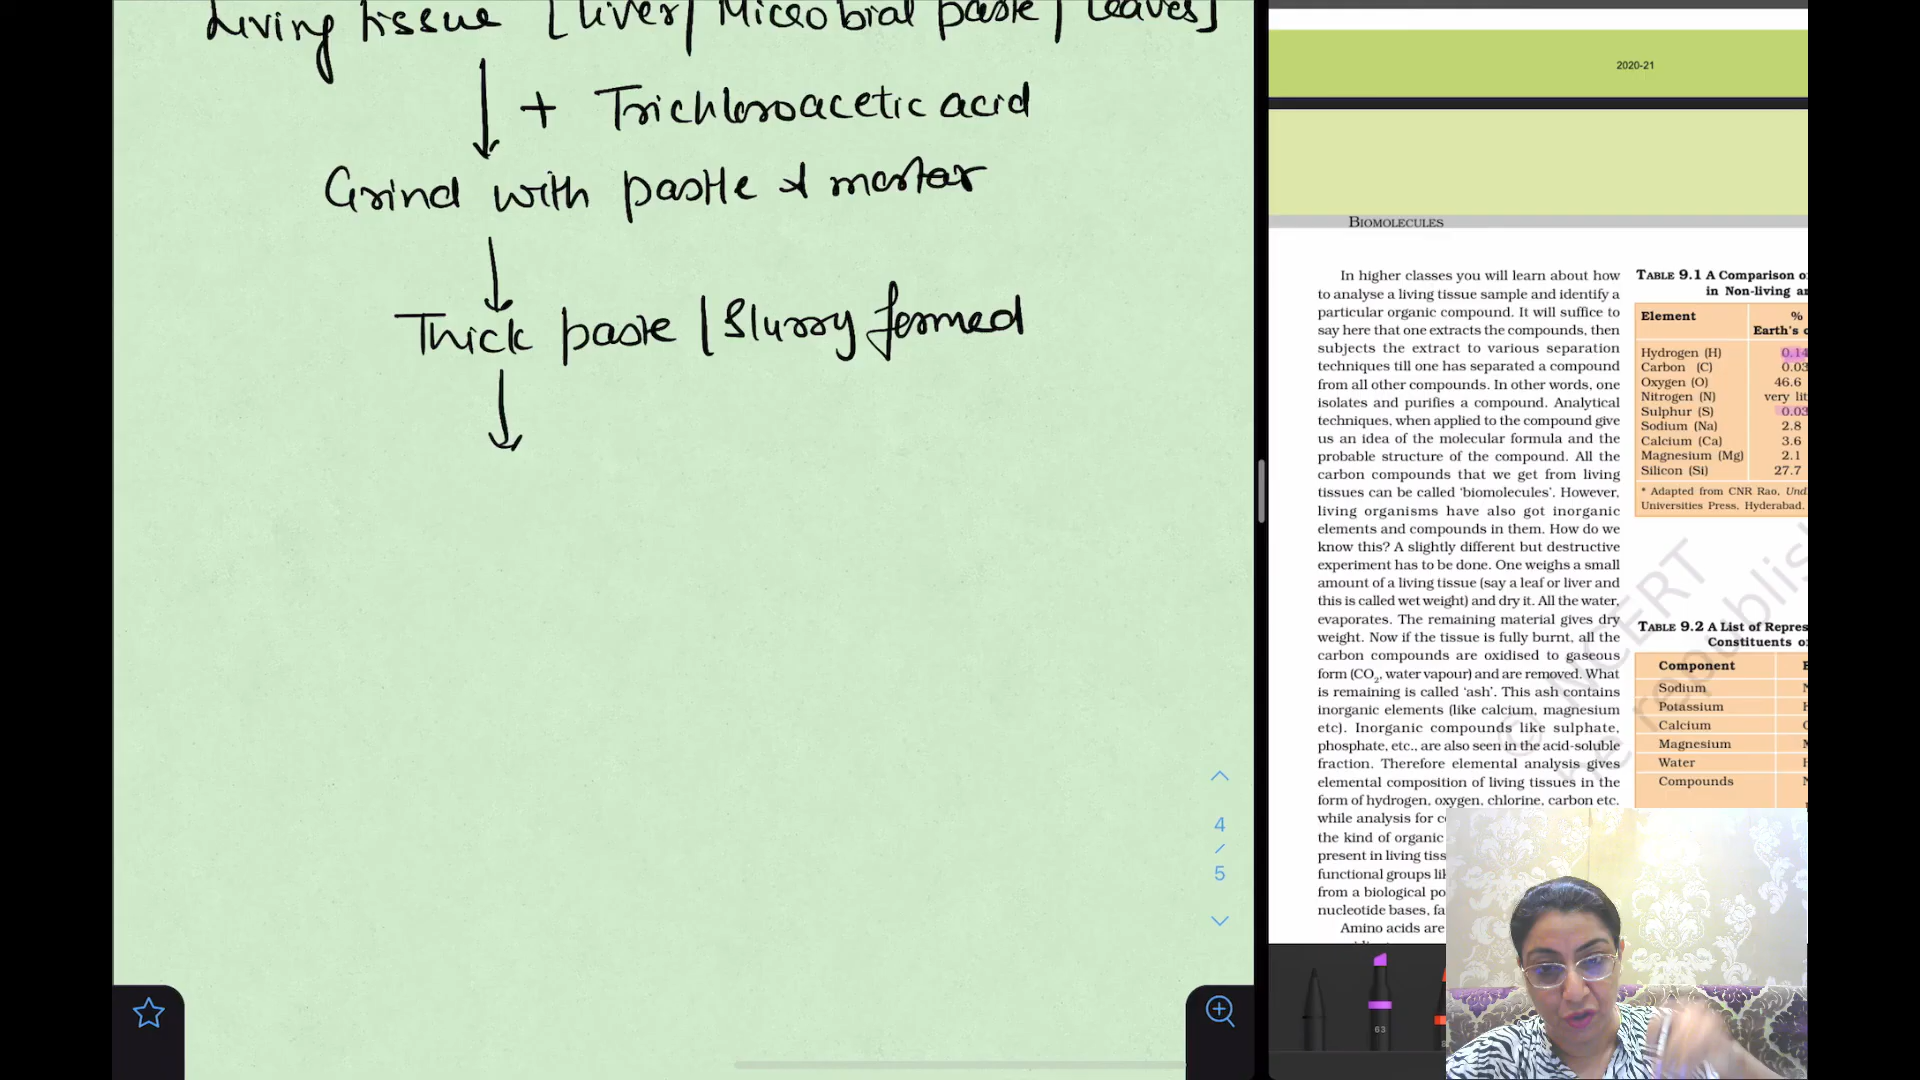 Living tissue [Liver/ Microbial paste / Leaves]
+ Trichloroacetic acid
Grind with pastle & mortar
Thick paste / Slurry formed
4
/
5
2020-21
BIOMOLECULES
In higher classes you will learn about how
to analyse a living tissue sample and identify a
particular organic compound. It will suffice to
say here that one extracts the compounds, then
subjects the extract to various separation
techniques till one has separated a compound
from all other compounds. In other words, one
isolates and purifies a compound. Analytical
techniques, when applied to the compound give
us an idea of the molecular formula and the
probable structure of the compound. All the
carbon compounds that we get from living
tissues can be called ‘biomolecules’. However,
living organisms have also got inorganic
elements and compounds in them. How do we
know this? A slightly different but destructive
experiment has to be done. One weighs a small
amount of a living tissue (say a leaf or liver and
this is called wet weight) and dry it. All the water,
evaporates. The remaining material gives dry
weight. Now if the tissue is fully burnt, all the
carbon compounds are oxidised to gaseous
form (CO2, water vapour) and are removed. What
is remaining is called ‘ash’. This ash contains
inorganic elements (like calcium, magnesium
etc). Inorganic compounds like sulphate,
phosphate, etc., are also seen in the acid-soluble
fraction. Therefore elemental analysis gives
elemental composition of living tissues in the
form of hydrogen, oxygen, chlorine, carbon etc.
while analysis for
the kind of organic
present in living
functional groups
from a biological
nucleotide bases,
Amino acids are
TABLE 9.1 A Comparison
in Non-living
Element %
Earth's
Hydrogen (H) 0.14
Carbon (C) 0.03
Oxygen (O) 46.6
Nitrogen (N) very
Sulphur (S) 0.03
Sodium (Na) 2.8
Calcium (Ca) 3.6
Magnesium (Mg) 2.1
Silicon (Si) 27.7
* Adapted from CNR Rao,
Universities Press, Hyderabad.
TABLE 9.2 A List of
Constituents
Component
Sodium
Potassium
Calcium
Magnesium
Water
Compounds
© NCERT
be republis
63